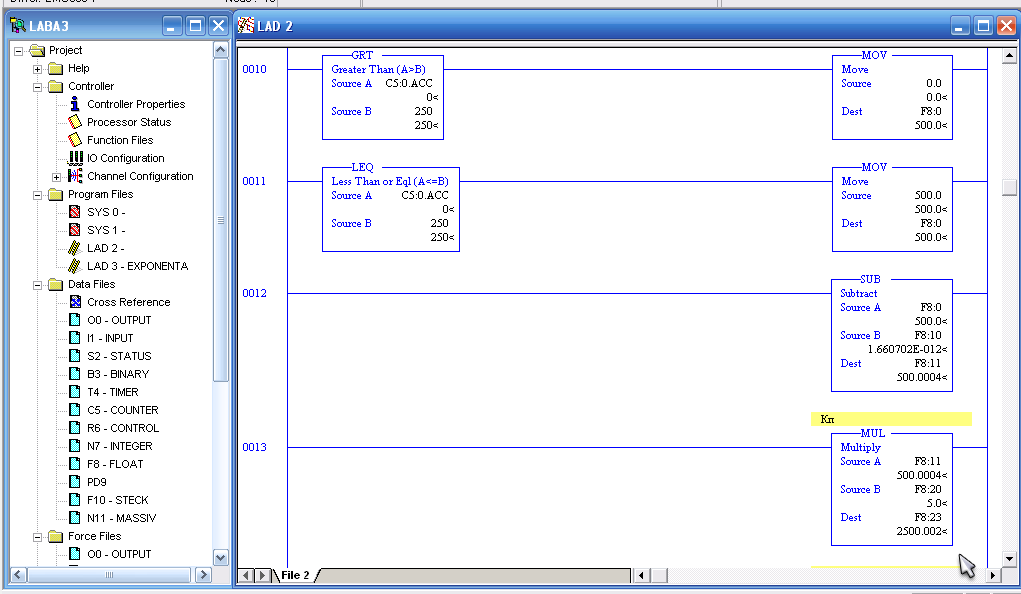 LABA3
Project
Help
Controller
Controller Properties
Processor Status
Function Files
IO Configuration
Channel Configuration
Program Files
SYS 0 -
SYS 1 -
LAD 2 -
LAD 3 - EXPONENTA
Data Files
Cross Reference
O0 - OUTPUT
I1 - INPUT
S2 - STATUS
B3 - BINARY
T4 - TIMER
C5 - COUNTER
R6 - CONTROL
N7 - INTEGER
F8 - FLOAT
PD9
F10 - STECK
N11 - MASSIV
Force Files
O0 - OUTPUT
LAD 2
0010
GRT
Greater Than (A>B)
Source A C5:0.ACC
0<
Source B 250
250<
MOV
Move
Source 0.0
0.0<
Dest F8:0
500.0<
0011
LEQ
Less Than or Eql (A<=B)
Source A C5:0.ACC
0<
Source B 250
250<
MOV
Move
Source 500.0
500.0<
Dest F8:0
500.0<
0012
SUB
Subtract
Source A F8:0
500.0<
Source B F8:10
1.660702E-012<
Dest F8:11
500.0004<
Кп
0013
MUL
Multiply
Source A F8:11
500.0004<
Source B F8:20
5.0<
Dest F8:23
2500.002<
File 2